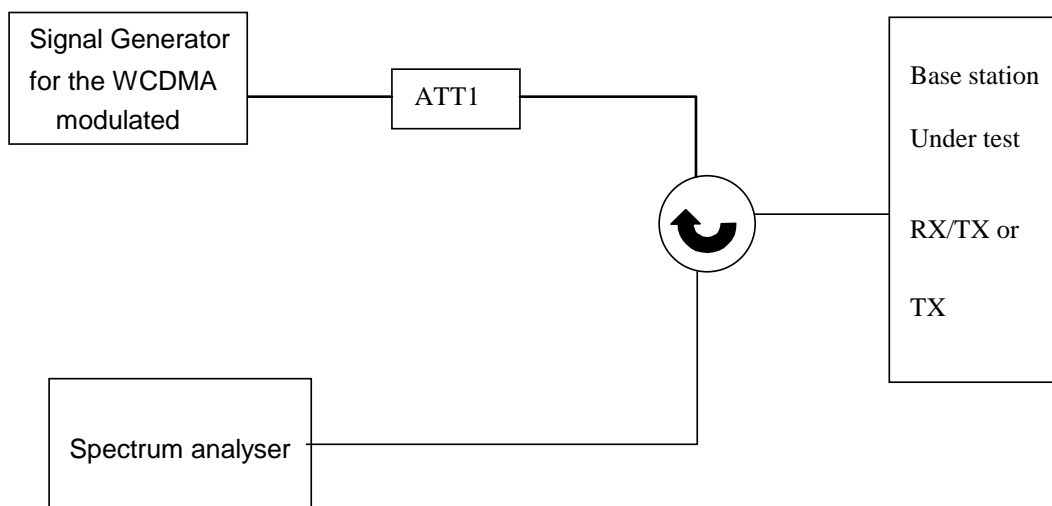 Signal Generator
for the WCDMA
modulated
ATT1
Base station
Under test
RX/TX or
TX
Spectrum analyser